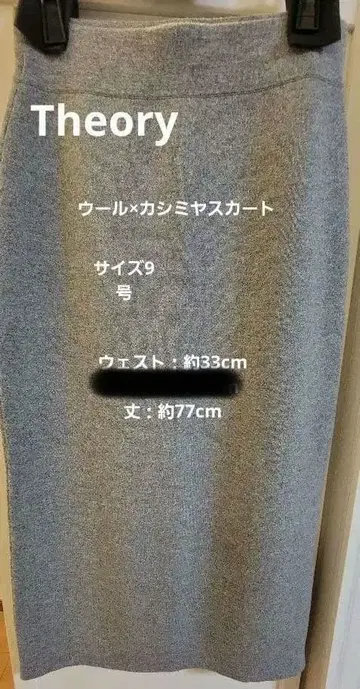 Theory
ウール×カシミヤスカート
サイズ9
号
ウェスト：約33cm
丈：約77cm